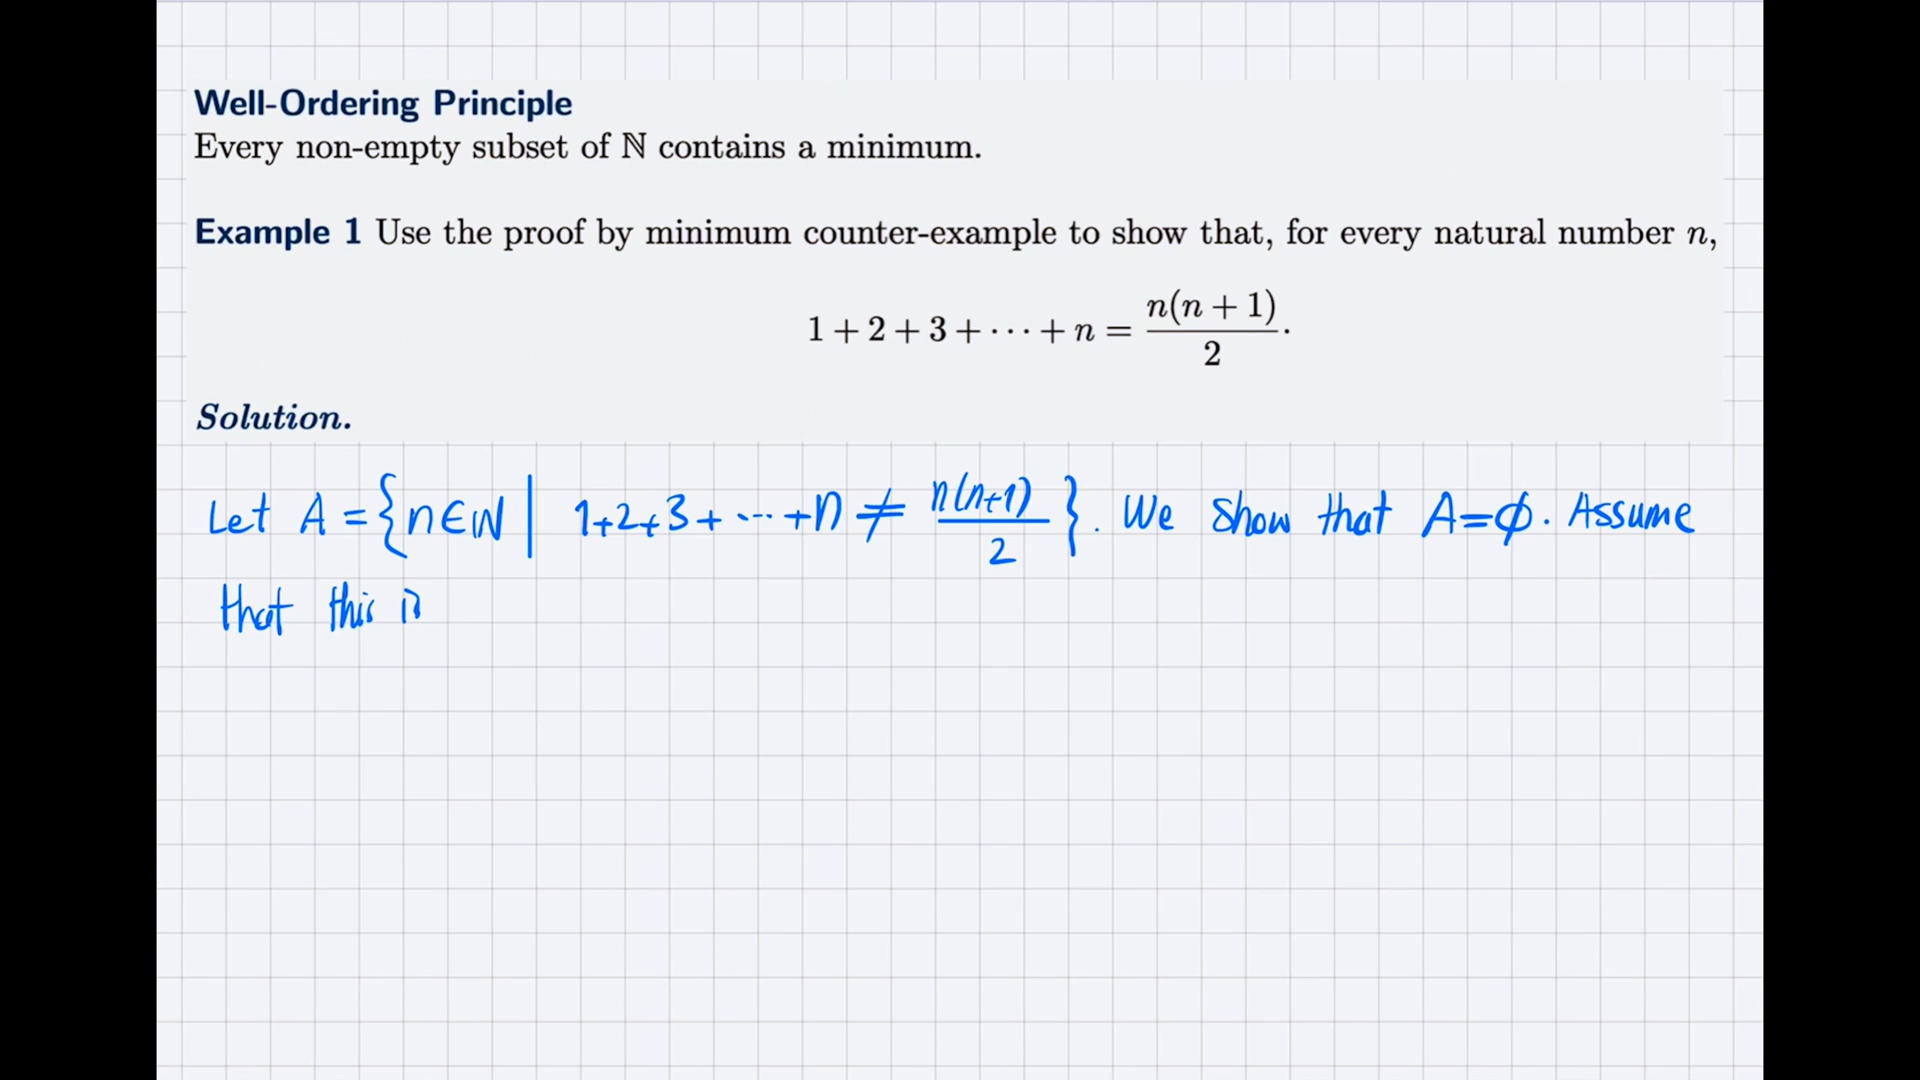 Well-Ordering Principle
Every non-empty subset of ℕ contains a minimum.
Example 1 Use the proof by minimum counter-example to show that, for every natural number n,
1 + 2 + 3 + ··· + n = n(n + 1)/2.
Solution.
Let A = {n∈ℕ | 1+2+3+ ··· +n ≠ n(n+1)/2}. We show that A=∅. Assume
that this is